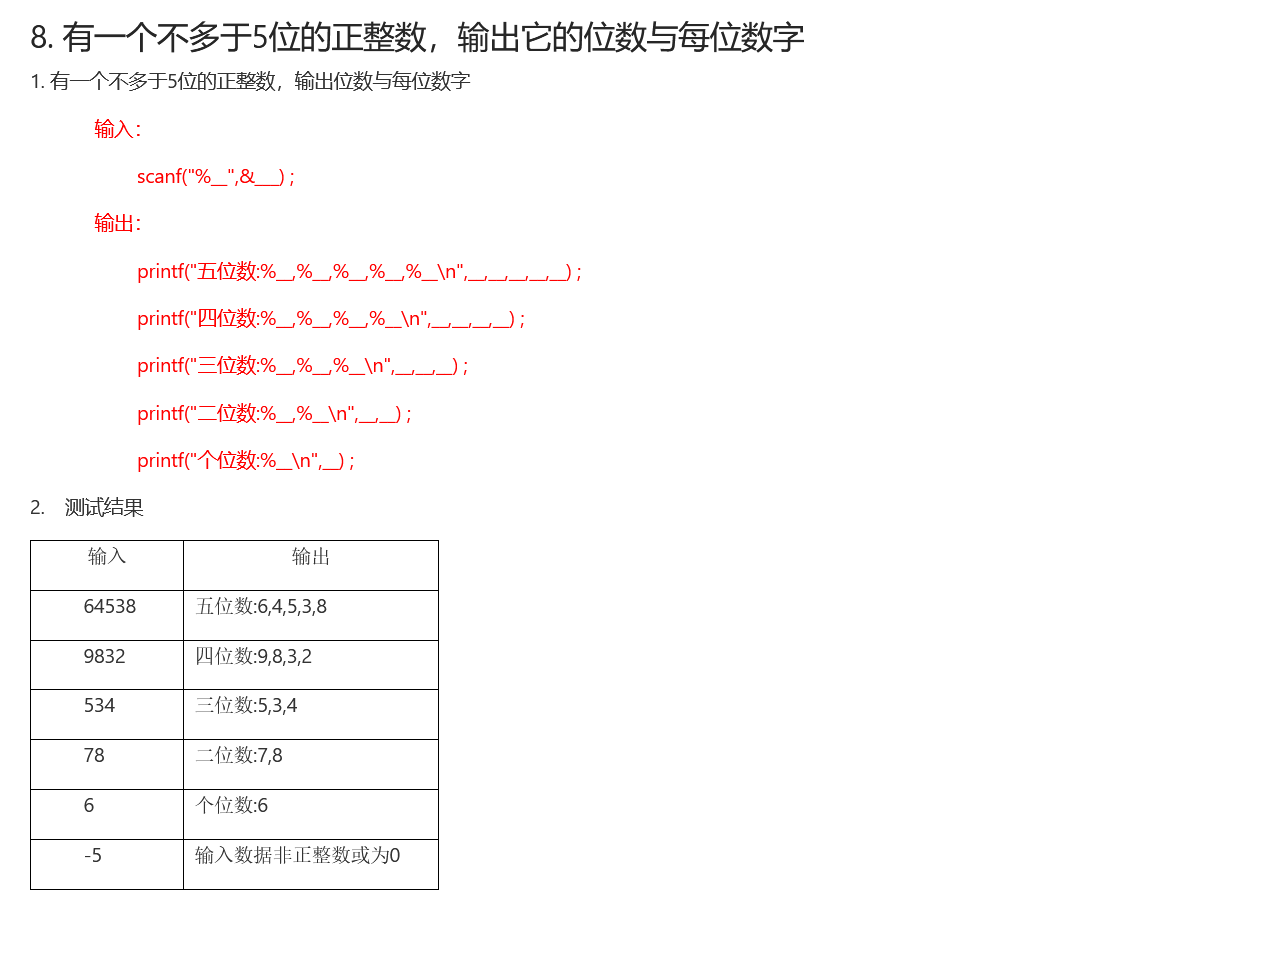 8. 有一个不多于5位的正整数，输出它的位数与每位数字
1. 有一个不多于5位的正整数，输出位数与每位数字
输入：
scanf("%__",&___) ;
输出：
printf("五位数:%__,%__,%__,%__,%__\n",__,__,__,__,__) ;
printf("四位数:%__,%__,%__,%__\n",__,__,__,__) ;
printf("三位数:%__,%__,%__\n",__,__,__) ;
printf("二位数:%__,%__\n",__,__) ;
printf("个位数:%__\n",__) ;
2. 测试结果
输入 输出
64538 五位数:6,4,5,3,8
9832 四位数:9,8,3,2
534 三位数:5,3,4
78 二位数:7,8
6 个位数:6
-5 输入数据非正整数或为0